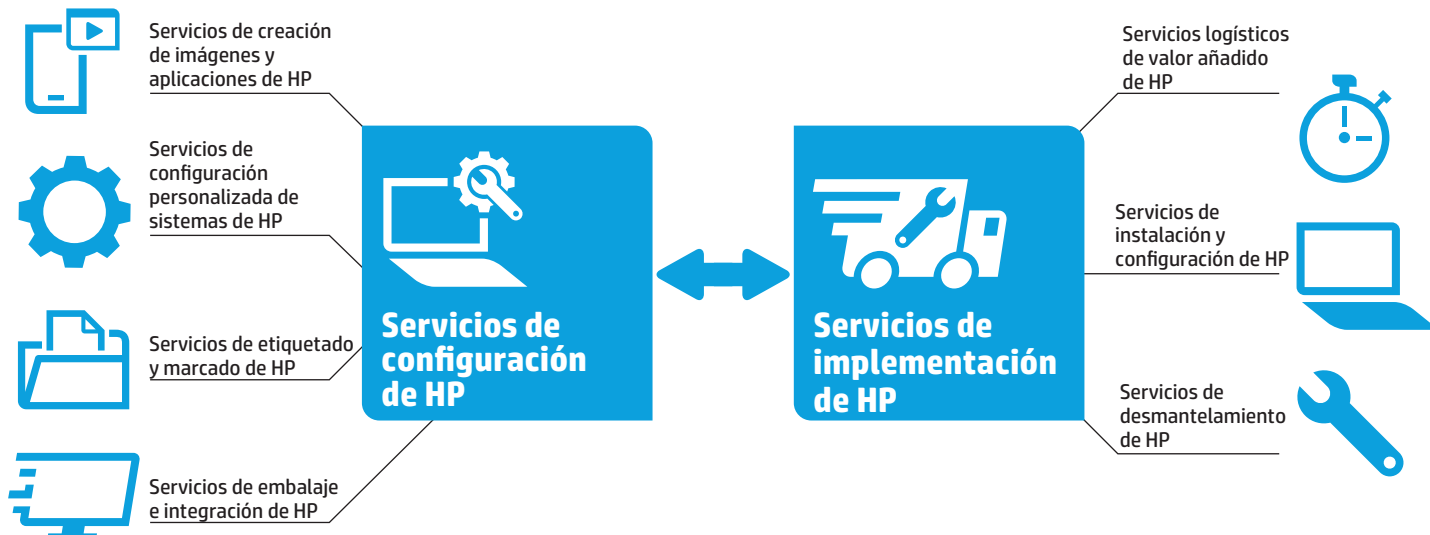 Servicios de creación
de imágenes y
aplicaciones de HP
Servicios de
configuración
personalizada de
sistemas de HP
Servicios de etiquetado
y marcado de HP
Servicios de embalaje
e integración de HP
Servicios de
configuración
de HP
Servicios de
implementación
de HP
Servicios logísticos
de valor añadido
de HP
Servicios de
instalación y
configuración de HP
Servicios de
desmantelamiento
de HP